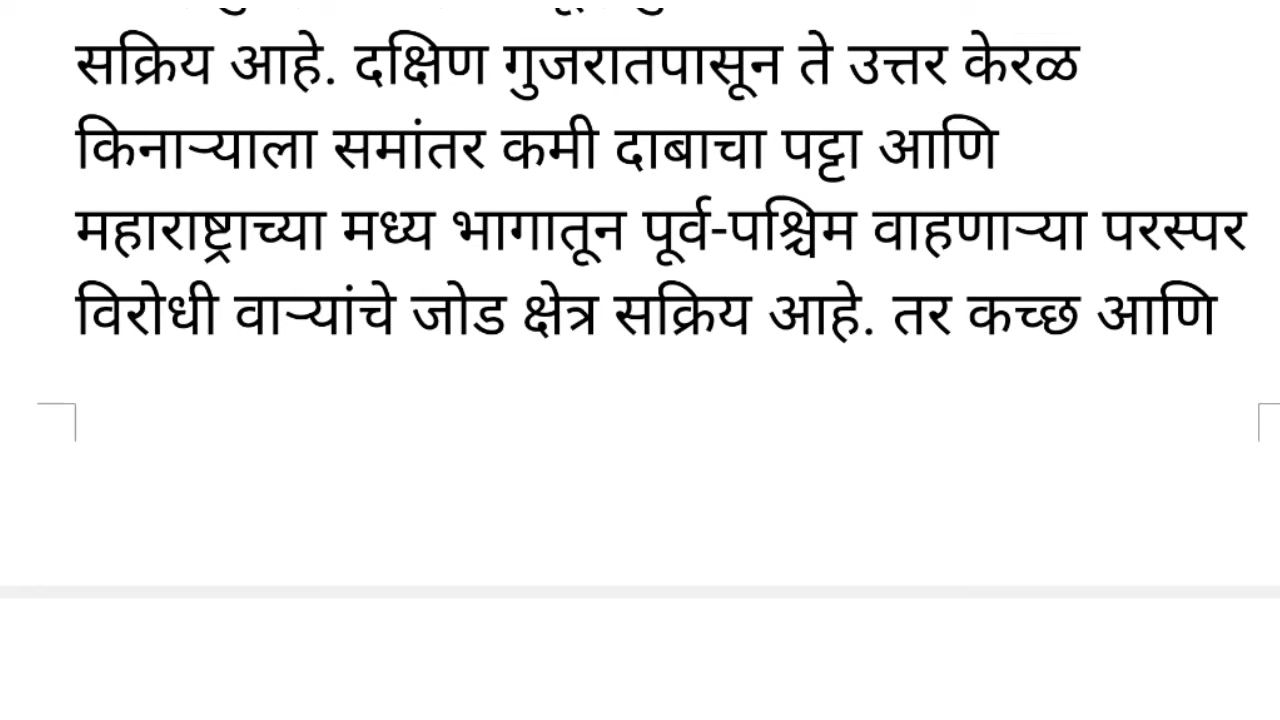 सक्रिय आहे. दक्षिण गुजरातपासून ते उत्तर केरळ
किनाऱ्याला समांतर कमी दाबाचा पट्टा आणि
महाराष्ट्राच्या मध्य भागातून पूर्व-पश्चिम वाहणाऱ्या परस्पर
विरोधी वाऱ्यांचे जोड क्षेत्र सक्रिय आहे. तर कच्छ आणि